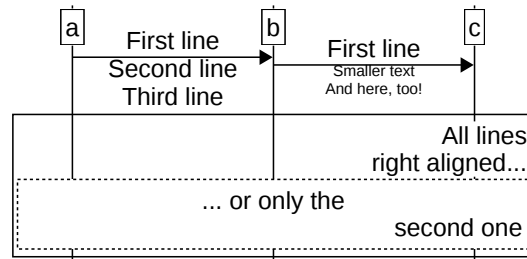 a
b
c
First line
Second line
Third line
First line
Smaller text
And here, too!
All lines
right aligned...
... or only the
second one